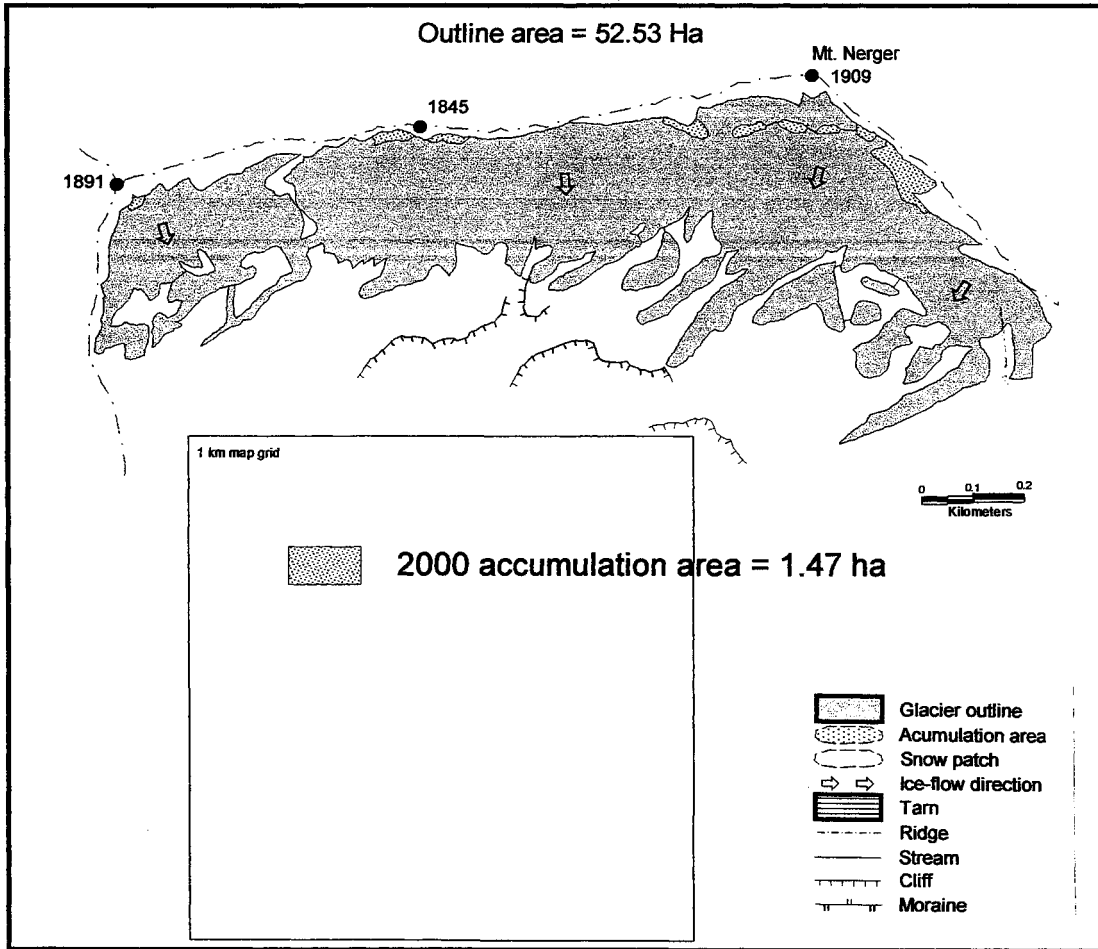 Outline area = 52.53 Ha
Mt. Nerger
1909
1845
1891
1 km map grid
0 0.1 0.2
Kilometers
2000 accumulation area = 1.47 ha
Glacier outline
Acumulation area
Snow patch
Ice-flow direction
Tarn
Ridge
Stream
Cliff
Moraine